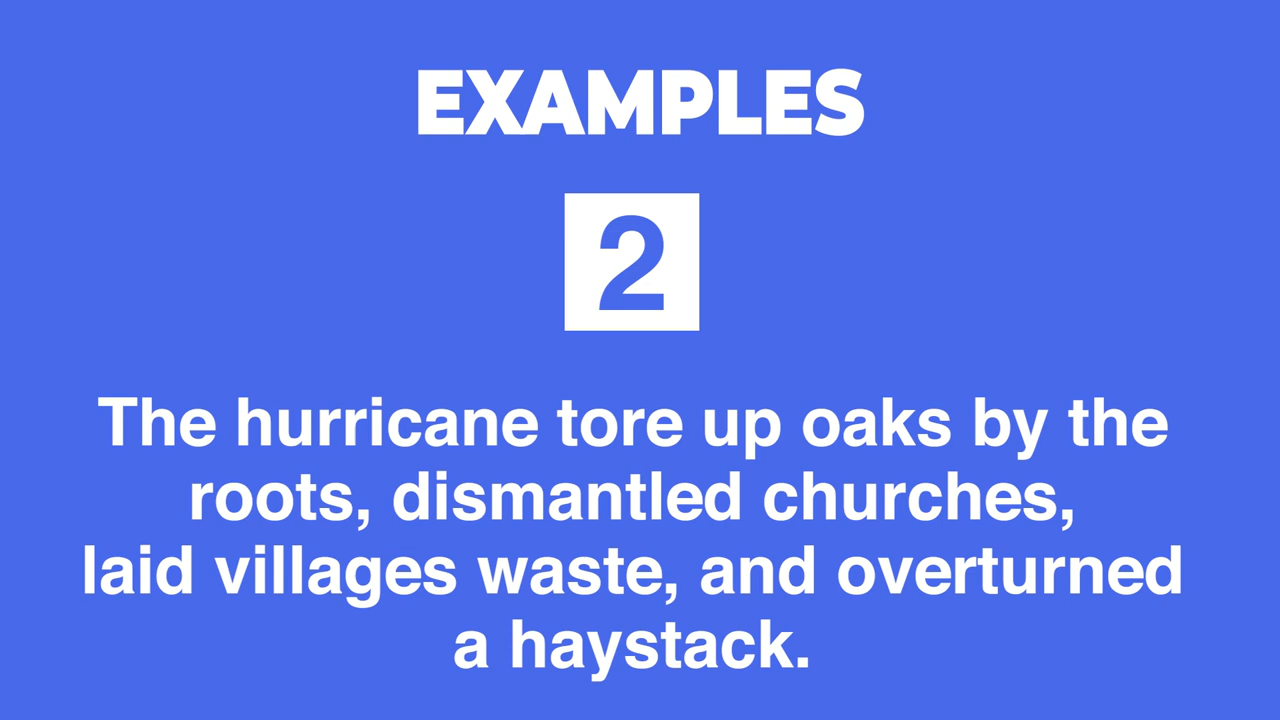 EXAMPLES
2
The hurricane tore up oaks by the
roots, dismantled churches,
laid villages waste, and overturned
a haystack.